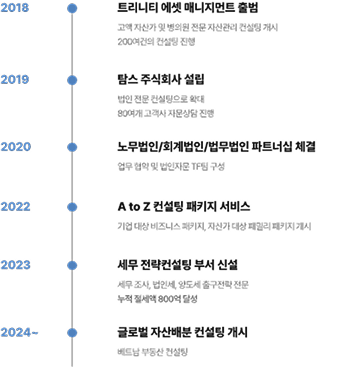 2018
트리니티 에셋 매니지먼트 출범
고액 자산가 및 병의원 전문 자산관리 컨설팅 개시
200여건의 컨설팅 진행
2019
탐스 주식회사 설립
법인 전문 컨설팅으로 확대
80여개 고객사 자문상담 진행
2020
노무법인/회계법인/법무법인 파트너십 체결
업무 협약 및 법인자문 TF팀 구성
2022
A to Z 컨설팅 패키지 서비스
기업 대상 비즈니스 패키지, 자산가 대상 패밀리 패키지 개시
2023
세무 전략컨설팅 부서 신설
세무 조사, 법인세, 양도세 출구전략 전문
누적 절세액 800억 달성
2024~
글로벌 자산배분 컨설팅 개시
베트남 부동산 컨설팅